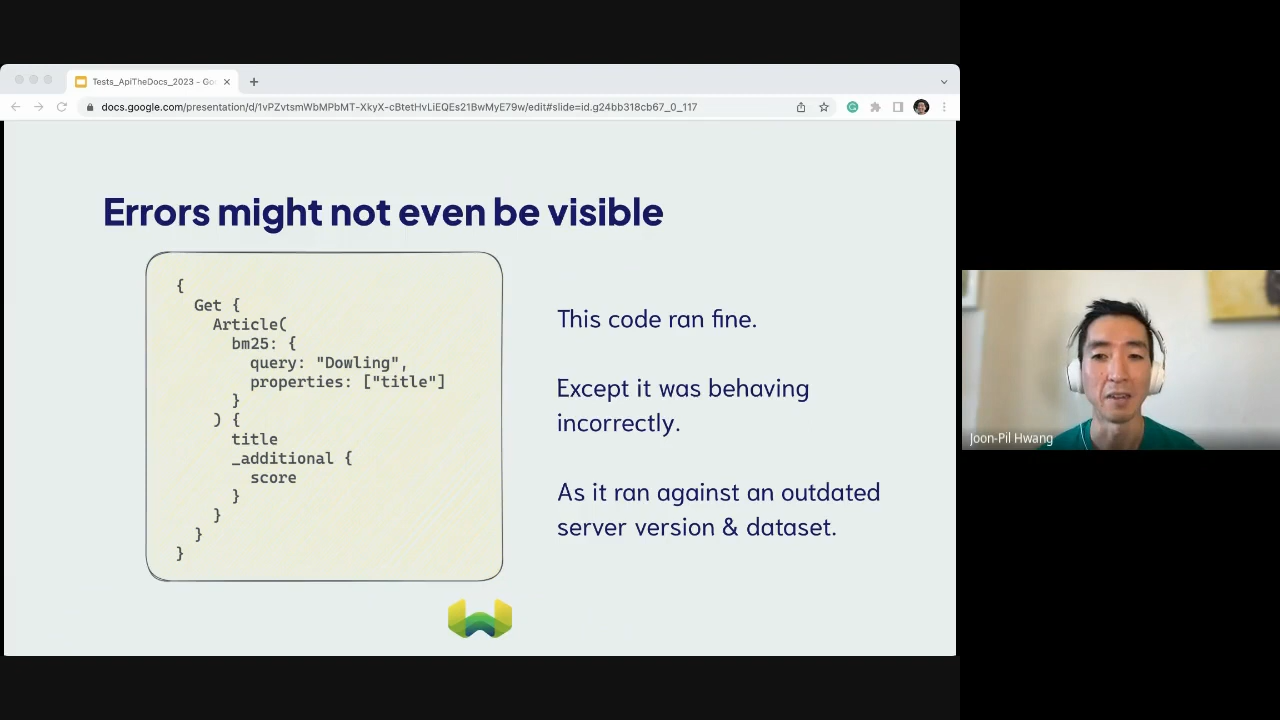 Tests_ApiTheDocs_2023 - Go
docs.google.com/presentation/d/1vPZvtsmWbMPbMT-XkyX-cBtetHvLiEQEs21BwMyE79w/edit#slide=id.g24bb318cb67_0_117
Errors might not even be visible
{
  Get {
    Article(
      bm25: {
        query: "Dowling",
        properties: ["title"]
      }
    ) {
      title
      _additional {
        score
      }
    }
  }
}
This code ran fine.
Except it was behaving
incorrectly.
As it ran against an outdated
server version & dataset.
Joon-Pil Hwang